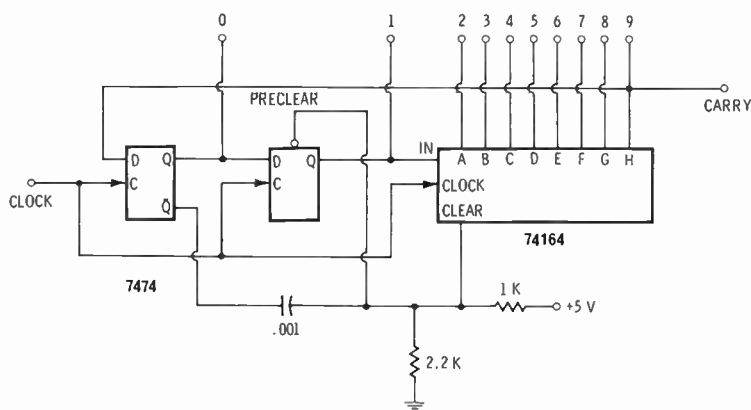 0 1 2 3 4 5 6 7 8 9
CARRY
PRECLEAR
D Q
C
Q̄
D Q
C
IN
A B C D E F G H
CLOCK
CLEAR
CLOCK
7474
74164
.001
1 K
+5 V
2.2 K